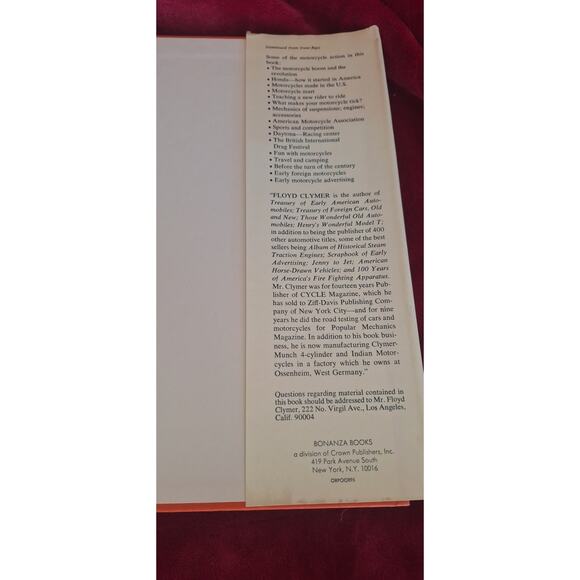 (continued from front flap)
Some of the motorcycle action in this
book:
• The motorcycle boom and the
revolution
• Honda—how it started in America
• Motorcycles made in the U.S.
• Motorcycle mart
• Teaching a new rider to ride
• What makes your motorcycle tick?
• Mechanics of suspensions; engines;
accessories
• American Motorcycle Association
• Sports and competition
• Daytona—Racing center
• The British International
Drag Festival
• Fun with motorcycles
• Travel and camping
• Before the turn of the century
• Early foreign motorcycles
• Early motorcycle advertising
"FLOYD CLYMER is the author of
Treasury of Early American Auto-
mobiles; Treasury of Foreign Cars, Old
and New; Those Wonderful Old Auto-
mobiles; Henry's Wonderful Model T;
in addition to being the publisher of 400
other automotive titles, some of the best
sellers being Album of Historical Steam
Traction Engines; Scrapbook of Early
Advertising; Jenny to Jet; American
Horse-Drawn Vehicles; and 100 Years
of America's Fire Fighting Apparatus.
Mr. Clymer was for fourteen years Pub-
lisher of CYCLE Magazine, which he
has sold to Ziff-Davis Publishing Com-
pany of New York City—and for nine
years he did the road testing of cars and
motorcycles for Popular Mechanics
Magazine. In addition to his book busi-
ness, he is now manufacturing Clymer-
Munch 4-cylinder and Indian Motor-
cycles in a factory which he owns at
Ossenheim, West Germany."
Questions regarding material contained in
this book should be addressed to Mr. Floyd
Clymer, 222 No. Virgil Ave., Los Angeles,
Calif. 90004
BONANZA BOOKS
a division of Crown Publishers, Inc.
419 Park Avenue South
New York, N.Y. 10016